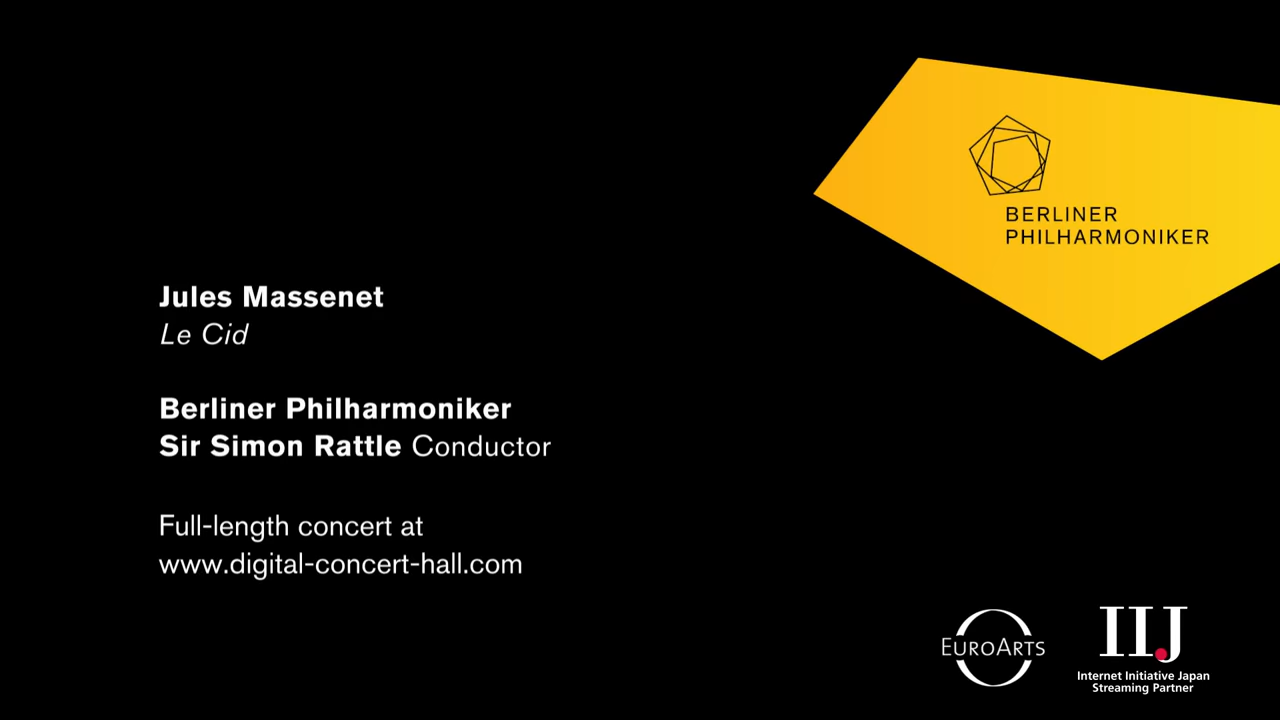 BERLINER
PHILHARMONIKER
Jules Massenet
Le Cid
Berliner Philharmoniker
Sir Simon Rattle Conductor
Full-length concert at
www.digital-concert-hall.com
EUROARTS
IIJ
Internet Initiative Japan
Streaming Partner